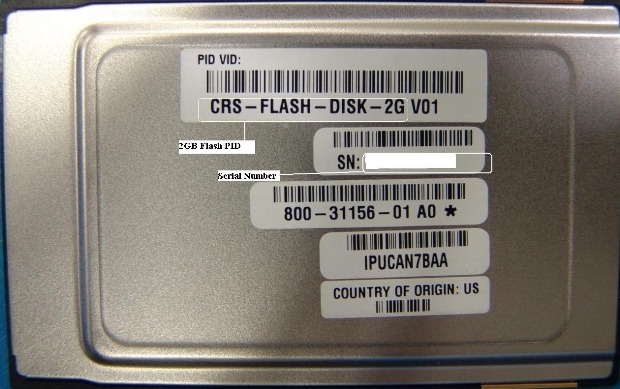 PID VID:
CRS-FLASH-DISK-2G V01
2GB Flash PID
SN:
Serial Number
800-31156-01 A0 *
IPUCAN7BAA
COUNTRY OF ORIGIN: US